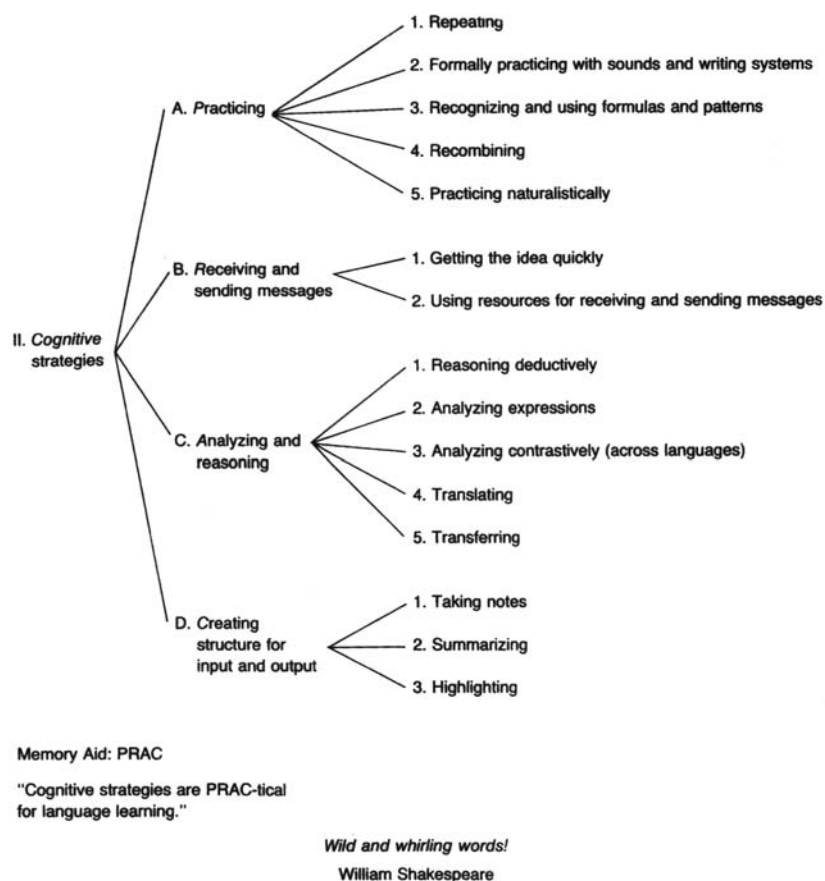 1. Repeating
2. Formally practicing with sounds and writing systems
A. Practicing
3. Recognizing and using formulas and patterns
4. Recombining
5. Practicing naturalistically
B. Receiving and
sending messages
1. Getting the idea quickly
2. Using resources for receiving and sending messages
II. Cognitive
strategies
1. Reasoning deductively
2. Analyzing expressions
C. Analyzing and
reasoning
3. Analyzing contrastively (across languages)
4. Translating
5. Transferring
D. Creating
structure for
input and output
1. Taking notes
2. Summarizing
3. Highlighting
Memory Aid: PRAC
"Cognitive strategies are PRAC-tical
for language learning."
Wild and whirling words!
William Shakespeare